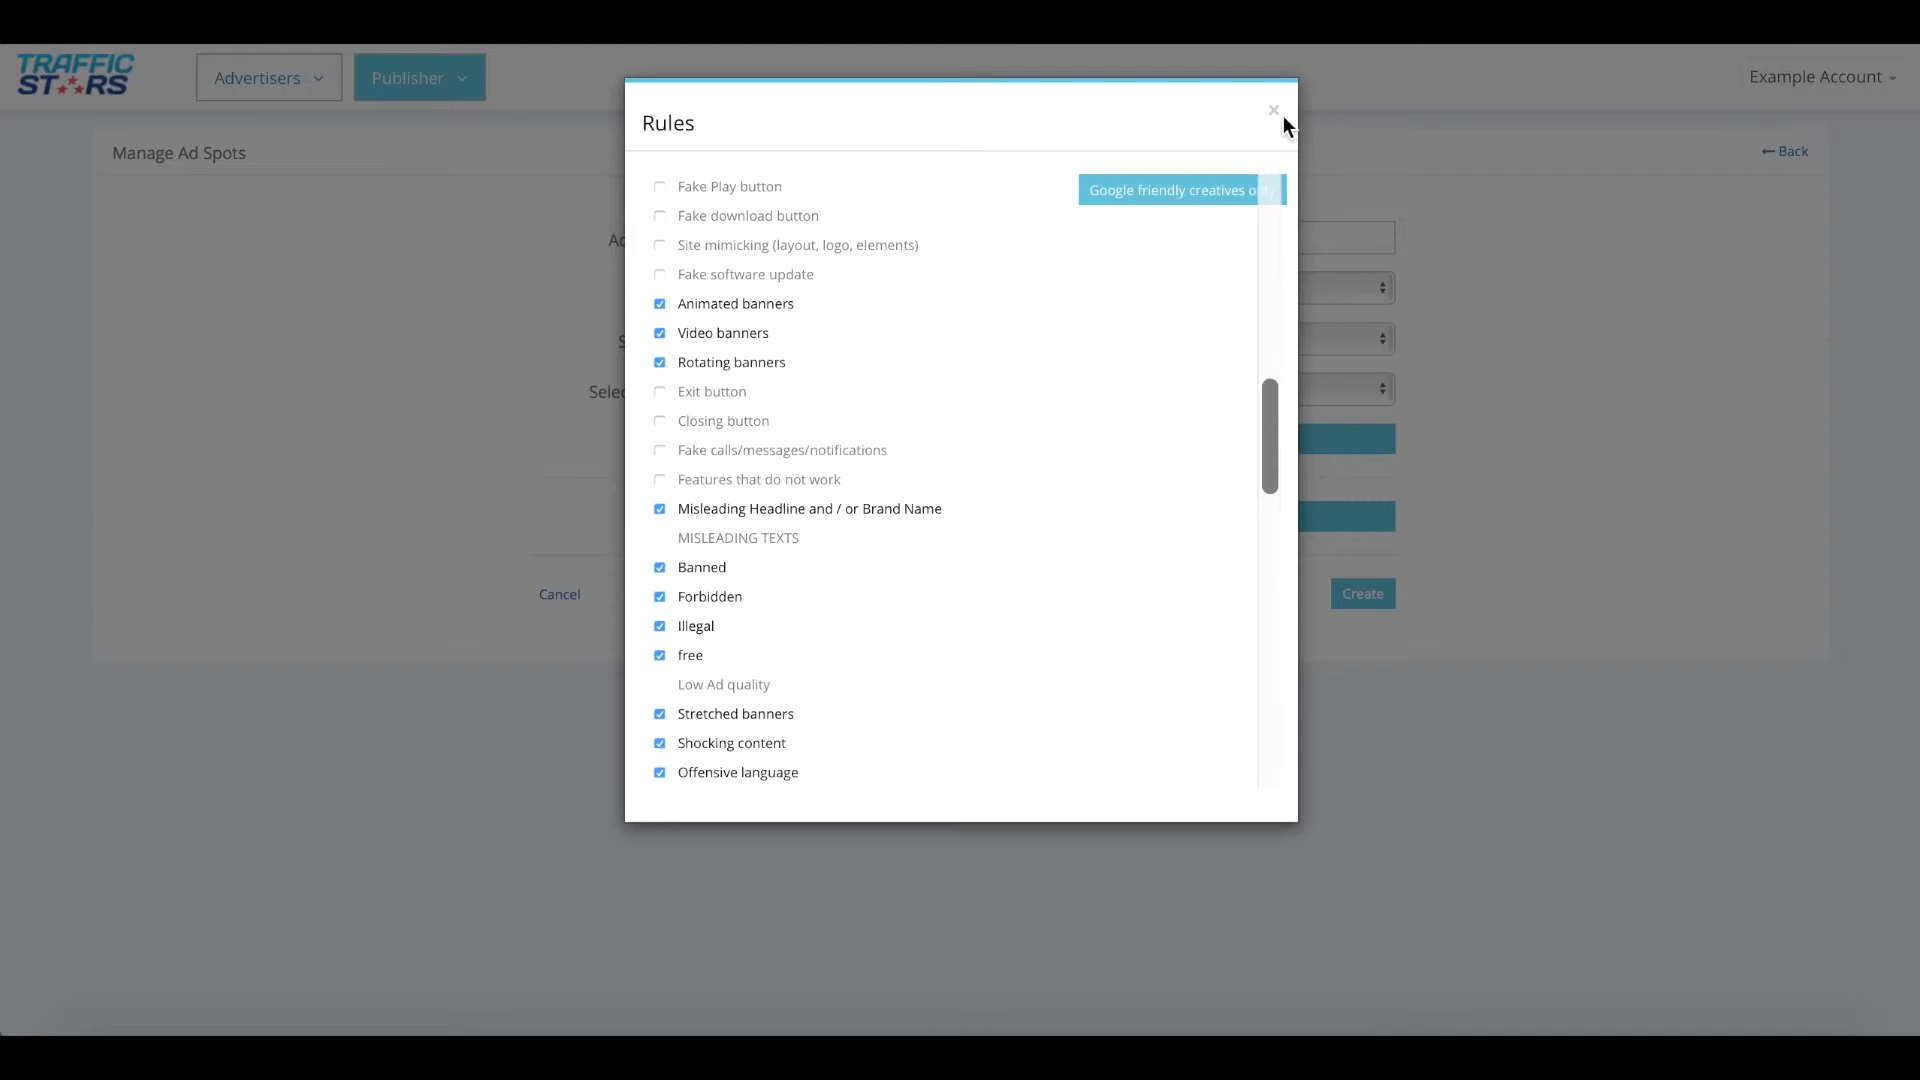 TRAFFIC
STARS
Advertisers
Publisher
Example Account
Rules
×
Manage Ad Spots
Back
Fake Play button
Google friendly creatives
Fake download button
Site mimicking (layout, logo, elements)
Fake software update
Animated banners
Video banners
Rotating banners
Exit button
Closing button
Fake calls/messages/notifications
Features that do not work
Misleading Headline and / or Brand Name
MISLEADING TEXTS
Banned
Forbidden
Illegal
free
Low Ad quality
Stretched banners
Shocking content
Offensive language
Cancel
Create